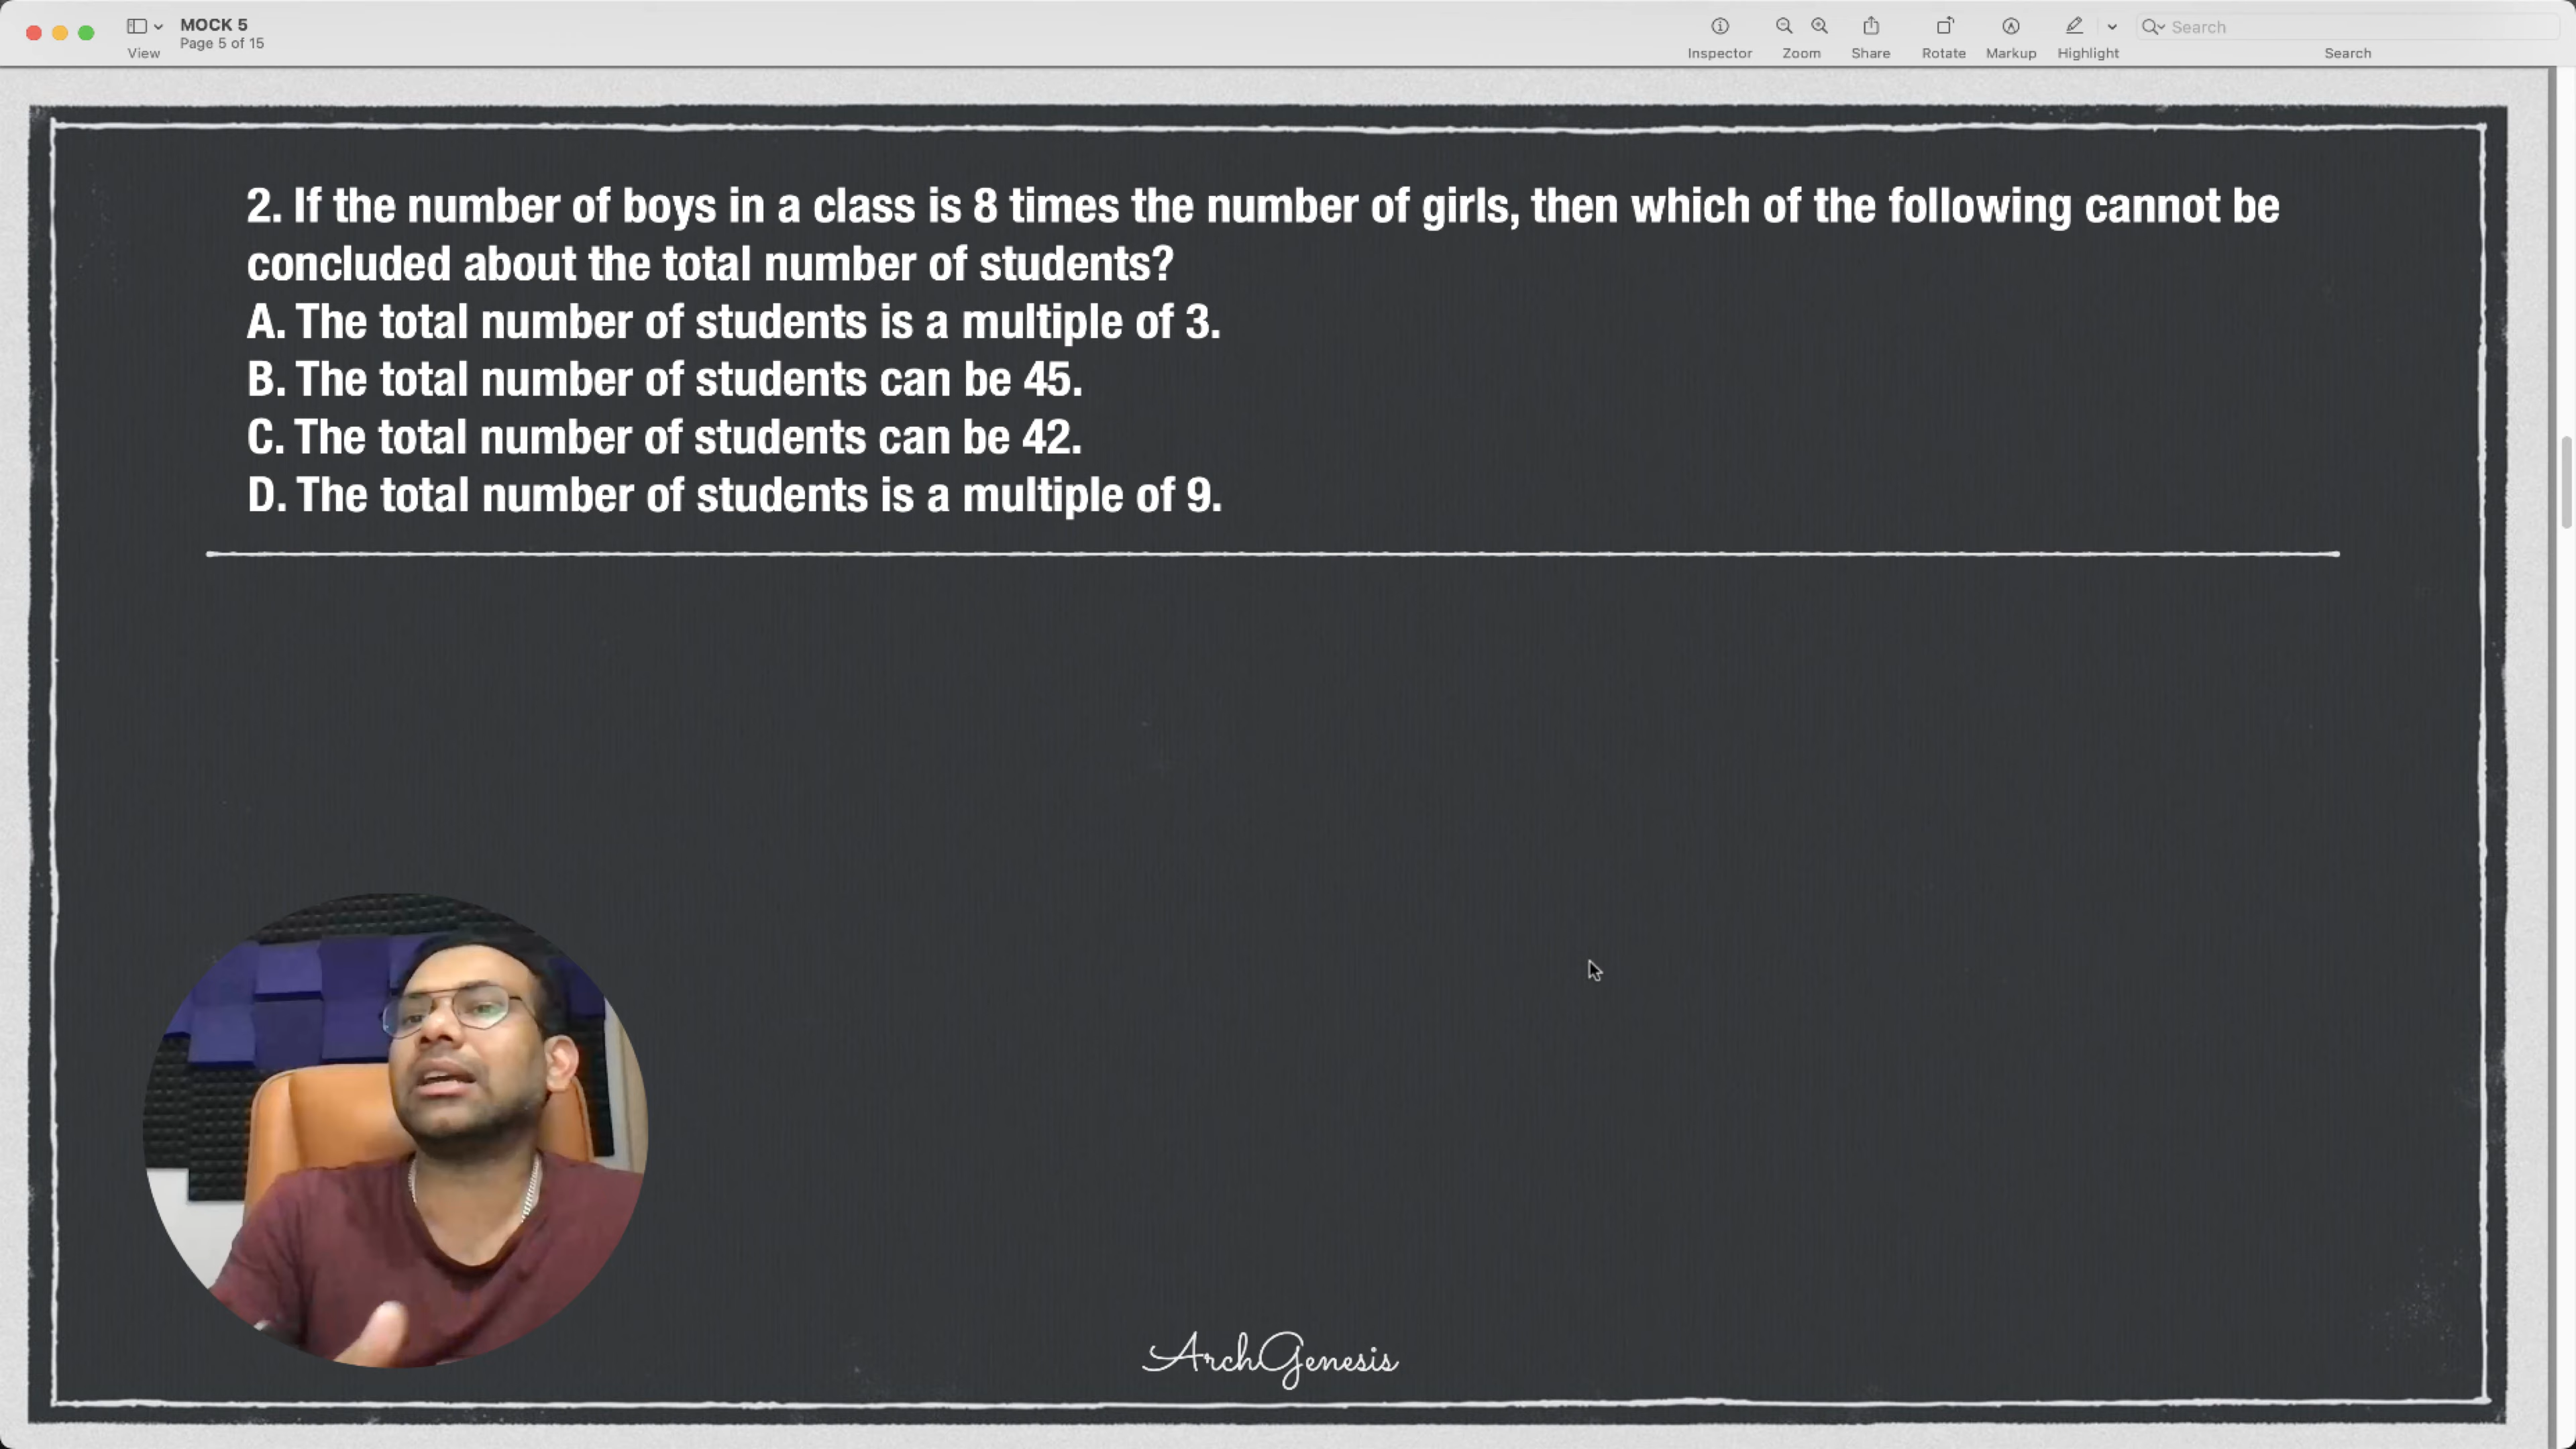 MOCK 5
Page 5 of 15
View
Inspector
Zoom
Share
Rotate
Markup
Highlight
Search
Search
2. If the number of boys in a class is 8 times the number of girls, then which of the following cannot be
concluded about the total number of students?
A. The total number of students is a multiple of 3.
B. The total number of students can be 45.
C. The total number of students can be 42.
D. The total number of students is a multiple of 9.
ArchGenesis